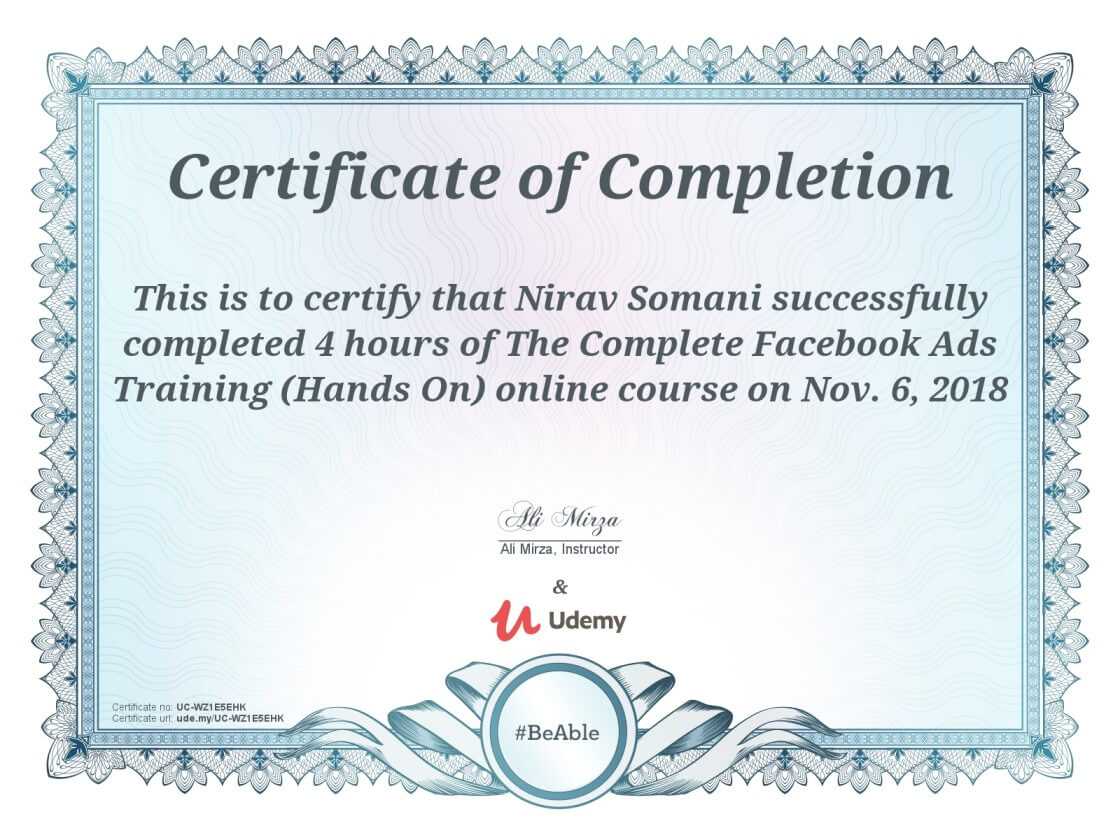 Certificate of Completion
This is to certify that Nirav Somani successfully
completed 4 hours of The Complete Facebook Ads
Training (Hands On) online course on Nov. 6, 2018
Ali Mirza
Ali Mirza, Instructor
&
Udemy
Certificate no: UC-WZ1E5EHK
Certificate url: ude.my/UC-WZ1E5EHK
#BeAble